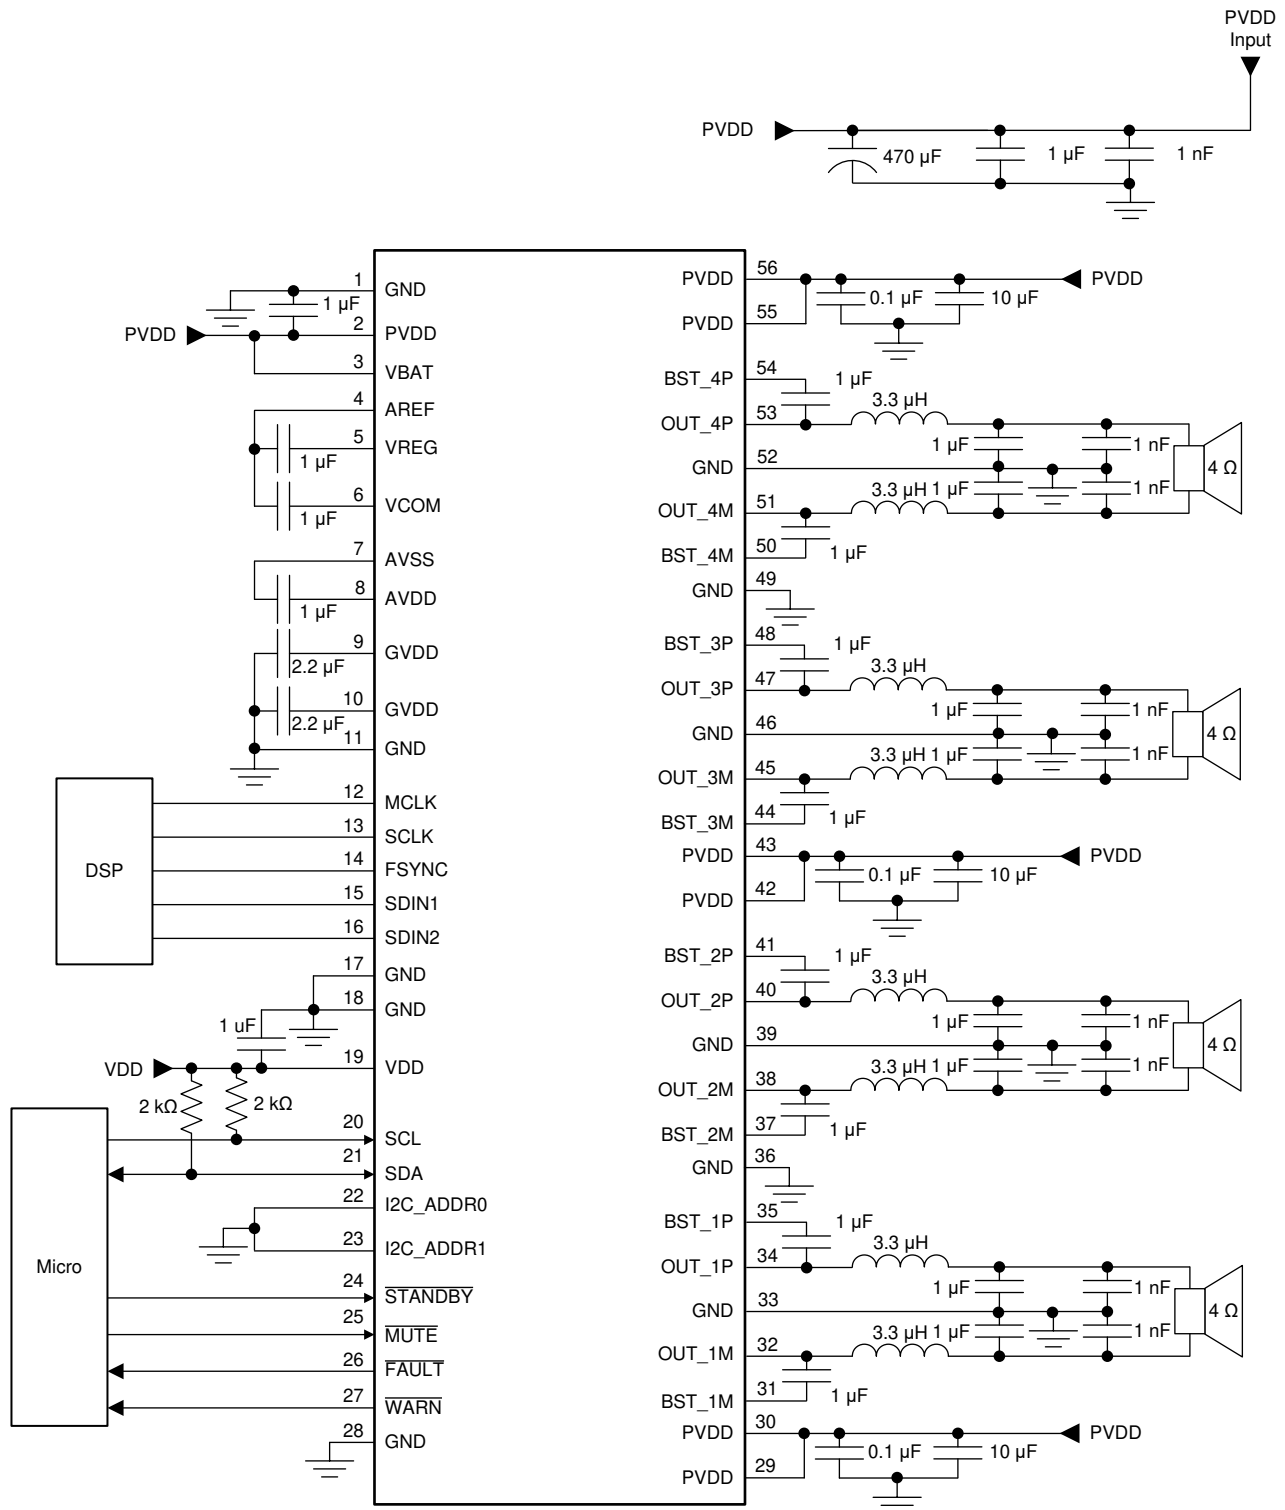 PVDD
Input
PVDD
470 µF
1 µF
1 nF
1
GND
1 µF
PVDD
2
PVDD
3
VBAT
4
AREF
5
VREG
1 µF
6
VCOM
1 µF
7
AVSS
8
AVDD
1 µF
9
GVDD
2.2 µF
10
GVDD
2.2 µF
11
GND
DSP
12
MCLK
13
SCLK
14
FSYNC
15
SDIN1
16
SDIN2
17
GND
18
GND
1 uF
VDD
19
VDD
2 kΩ
2 kΩ
20
SCL
21
SDA
22
I2C_ADDR0
23
I2C_ADDR1
Micro
24
STANDBY
25
MUTE
26
FAULT
27
WARN
28
GND
PVDD
56
PVDD
0.1 µF
10 µF
PVDD
55
BST_4P
54
1 µF
3.3 µH
OUT_4P
53
1 µF
1 nF
GND
52
4 Ω
3.3 µH
1 µF
1 nF
OUT_4M
51
1 µF
BST_4M
50
GND
49
BST_3P
48
1 µF
3.3 µH
OUT_3P
47
1 µF
1 nF
GND
46
4 Ω
3.3 µH
1 µF
1 nF
OUT_3M
45
1 µF
BST_3M
44
PVDD
43
PVDD
0.1 µF
10 µF
PVDD
42
BST_2P
41
1 µF
3.3 µH
OUT_2P
40
1 µF
1 nF
GND
39
4 Ω
3.3 µH
1 µF
1 nF
OUT_2M
38
1 µF
BST_2M
37
GND
36
BST_1P
35
1 µF
3.3 µH
OUT_1P
34
1 µF
1 nF
GND
33
4 Ω
3.3 µH
1 µF
1 nF
OUT_1M
32
1 µF
BST_1M
31
PVDD
30
PVDD
0.1 µF
10 µF
PVDD
29